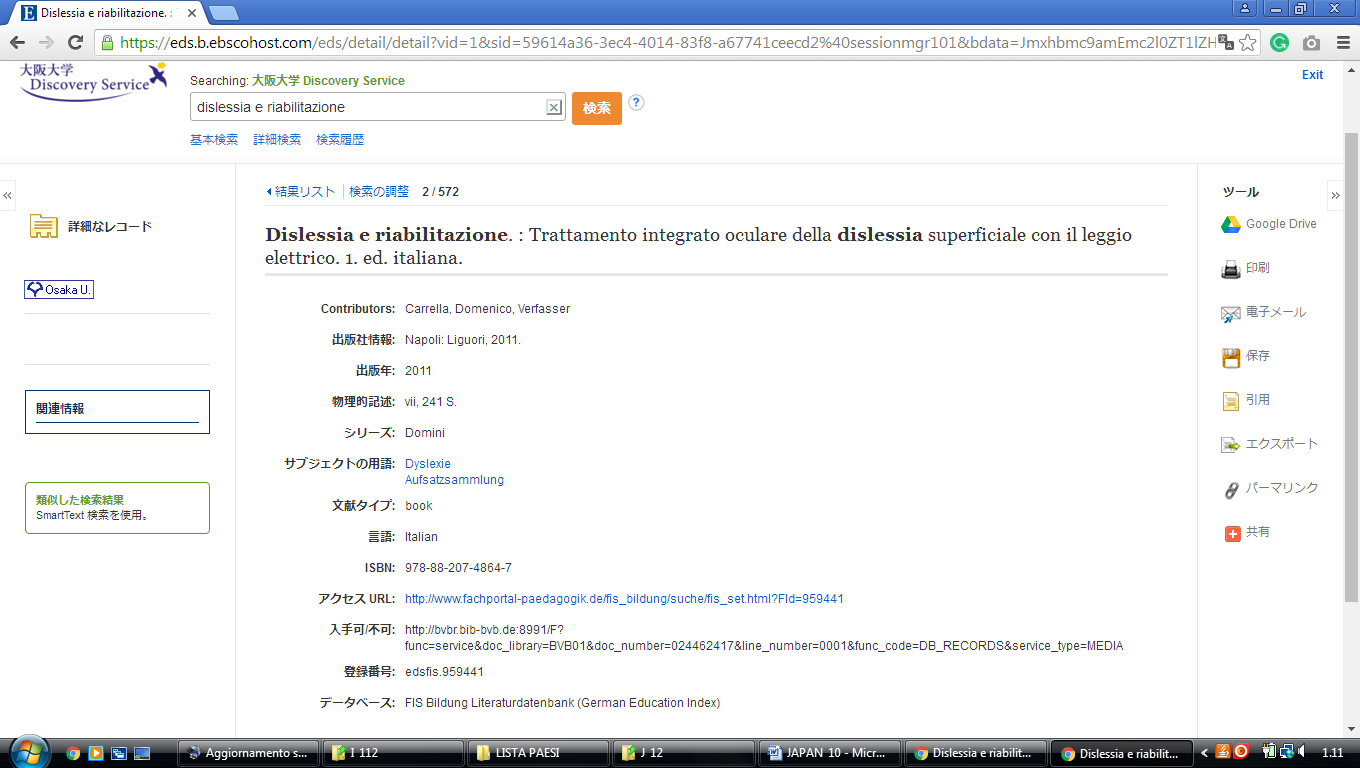 Dislessia e riabilitazione. :
https://eds.b.ebscohost.com/eds/detail/detail?vid=1&sid=59614a36-3ec4-4014-83f8-a67741ceecd2%40sessionmgr101&bdata=Jmxhbmc9amEmc2l0ZT1lZH
大阪大学
Discovery Service
Searching: 大阪大学 Discovery Service
Exit
dislessia e riabilitazione
検索
?
基本検索 詳細検索 検索履歴
«
詳細なレコード
Osaka U.
関連情報
類似した検索結果
SmartText 検索を使用。
結果リスト 検索の調整 2 / 572
Dislessia e riabilitazione. : Trattamento integrato oculare della dislessia superficiale con il leggio
elettrico. 1. ed. italiana.
Contributors: Carrella, Domenico, Verfasser
出版社情報: Napoli: Liguori, 2011.
出版年: 2011
物理的記述: vii, 241 S.
シリーズ: Domini
サブジェクトの用語: Dyslexie
Aufsatzsammlung
文献タイプ: book
言語: Italian
ISBN: 978-88-207-4864-7
アクセス URL: http://www.fachportal-paedagogik.de/fis_bildung/suche/fis_set.html?FId=959441
入手可/不可: http://bvbr.bib-bvb.de:8991/F?
func=service&doc_library=BVB01&doc_number=024462417&line_number=0001&func_code=DB_RECORDS&service_type=MEDIA
登録番号: edsfis.959441
データベース: FIS Bildung Literaturdatenbank (German Education Index)
ツール
»
Google Drive
印刷
電子メール
保存
引用
エクスポート
パーマリンク
共有
Aggiornamento s... I 112 LISTA PAESI J 12 JAPAN 10 - Micr... Dislessia e riabilit... Dislessia e riabilit... 1.11